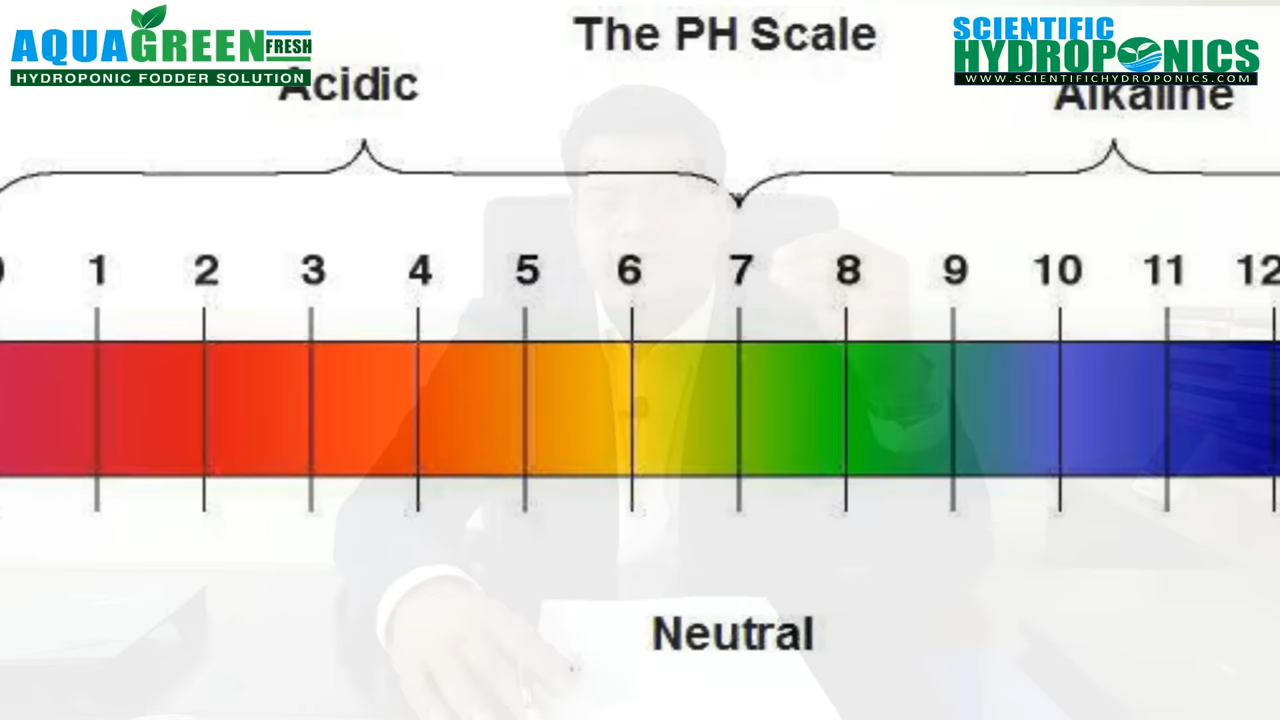 AQUAGREEN FRESH
HYDROPONIC FODDER SOLUTION
The PH Scale
SCIENTIFIC
HYDROPONICS
WWW.SCIENTIFICHYDROPONICS.COM
Acidic
Alkaline
0 1 2 3 4 5 6 7 8 9 10 11 12
Neutral